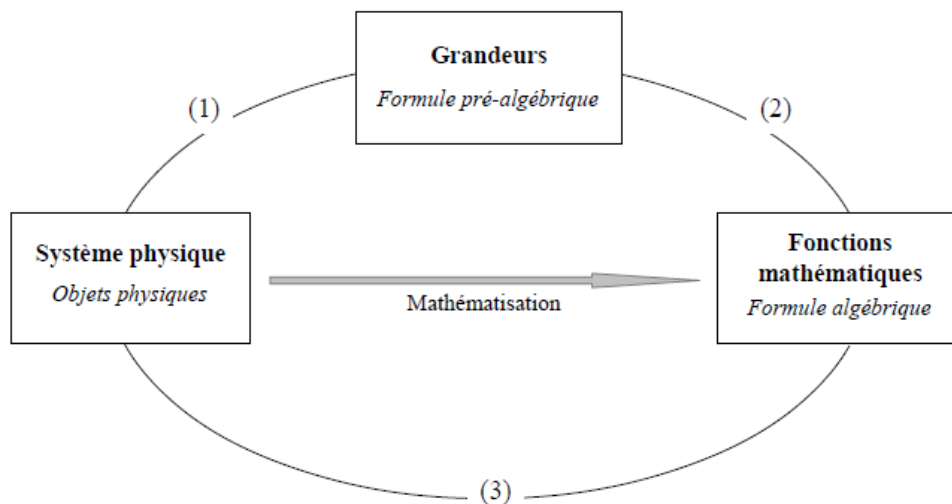 Grandeurs
Formule pré-algébrique
(1)
(2)
Système physique
Objets physiques
Fonctions
mathématiques
Formule algébrique
Mathématisation
(3)